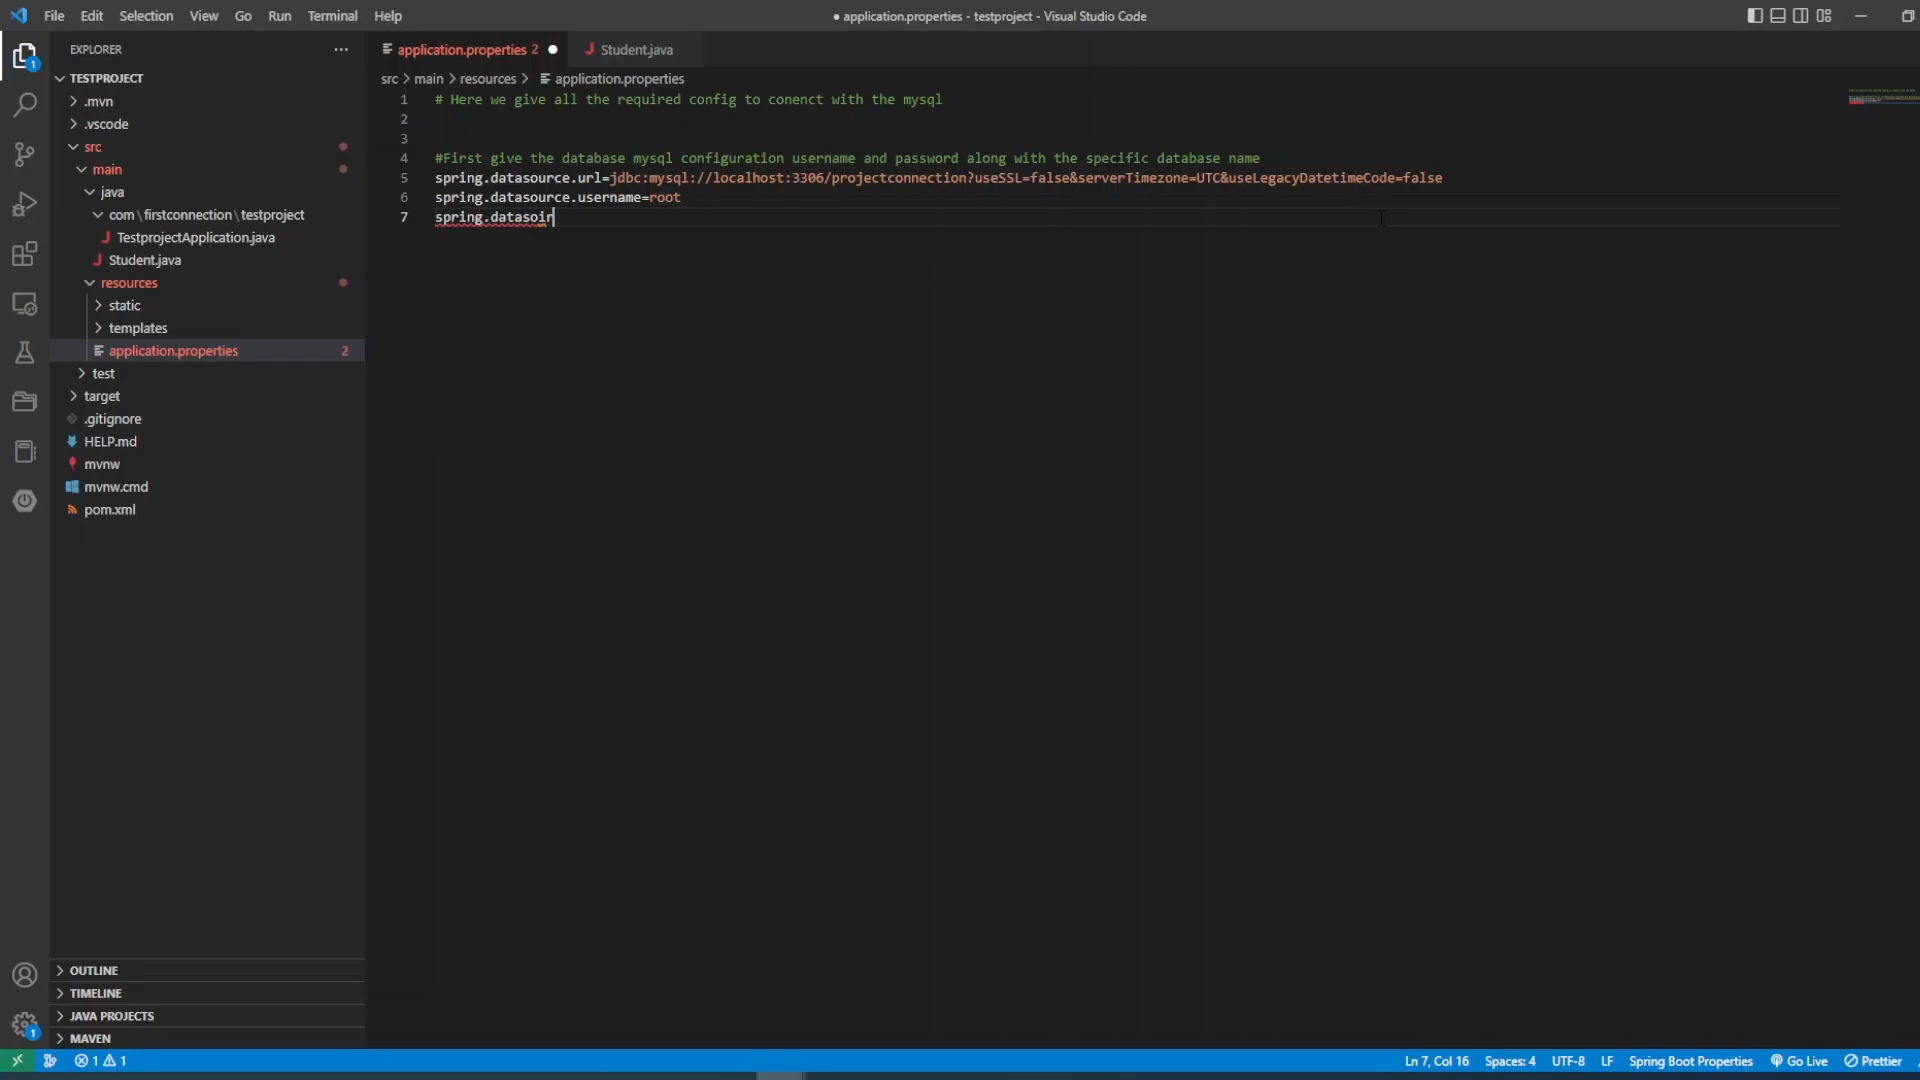 File Edit Selection View Go Run Terminal Help
● application.properties - testproject - Visual Studio Code
EXPLORER
TESTPROJECT
.mvn
.vscode
src
main
java
com\firstconnection\testproject
TestprojectApplication.java
Student.java
resources
static
templates
application.properties 2
test
target
.gitignore
HELP.md
mvnw
mvnw.cmd
pom.xml
OUTLINE
TIMELINE
JAVA PROJECTS
MAVEN
1
1
application.properties 2
Student.java
src > main > resources > application.properties
1 # Here we give all the required config to conenct with the mysql
2
3
4 #First give the database mysql configuration username and password along with the specific database name
5 spring.datasource.url=jdbc:mysql://localhost:3306/projectconnection?useSSL=false&serverTimezone=UTC&useLegacyDatetimeCode=false
6 spring.datasource.username=root
7 spring.datasoir
1 1
Ln 7, Col 16 Spaces: 4 UTF-8 LF Spring Boot Properties Go Live Prettier